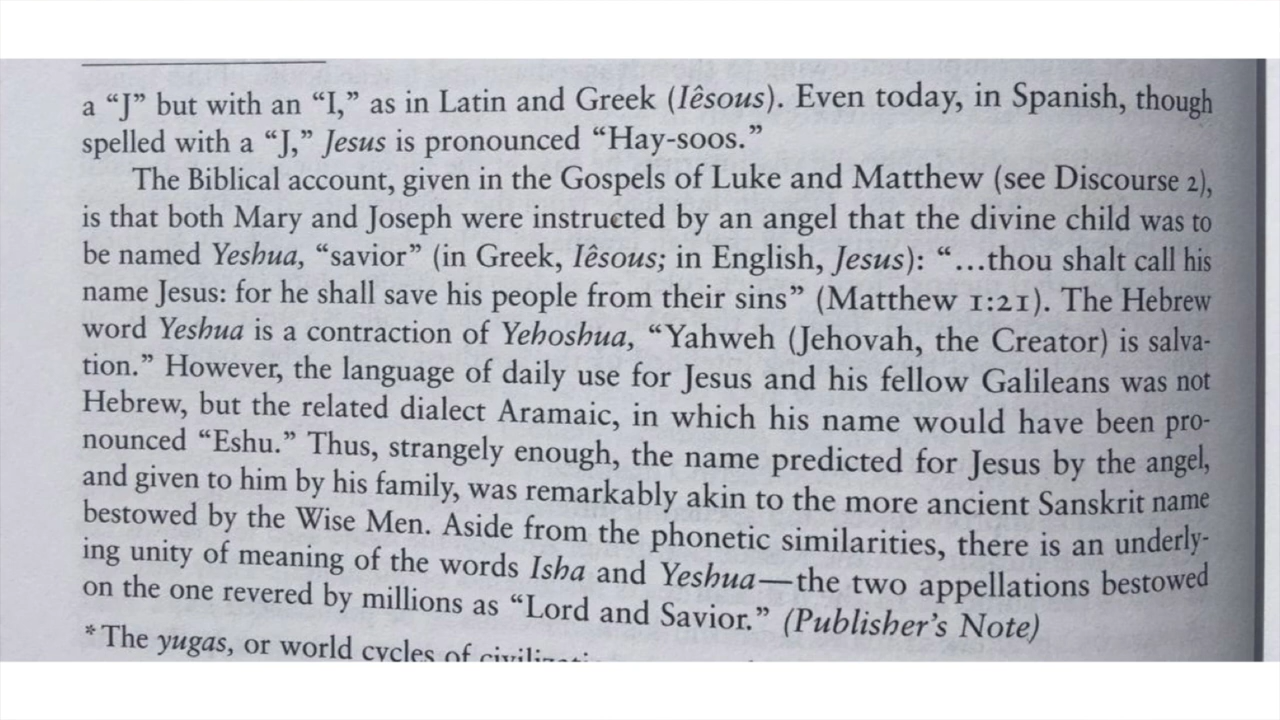 a “J” but with an “I,” as in Latin and Greek (Iêsous). Even today, in Spanish, though
spelled with a “J,” Jesus is pronounced “Hay-soos.”
The Biblical account, given in the Gospels of Luke and Matthew (see Discourse 2),
is that both Mary and Joseph were instructed by an angel that the divine child was to
be named Yeshua, “savior” (in Greek, Iêsous; in English, Jesus): “...thou shalt call his
name Jesus: for he shall save his people from their sins” (Matthew 1:21). The Hebrew
word Yeshua is a contraction of Yehoshua, “Yahweh (Jehovah, the Creator) is salva-
tion.” However, the language of daily use for Jesus and his fellow Galileans was not
Hebrew, but the related dialect Aramaic, in which his name would have been pro-
nounced “Eshu.” Thus, strangely enough, the name predicted for Jesus by the angel,
and given to him by his family, was remarkably akin to the more ancient Sanskrit name
bestowed by the Wise Men. Aside from the phonetic similarities, there is an underly-
ing unity of meaning of the words Isha and Yeshua—the two appellations bestowed
on the one revered by millions as “Lord and Savior.” (Publisher’s Note)
*The yugas, or world cycles of